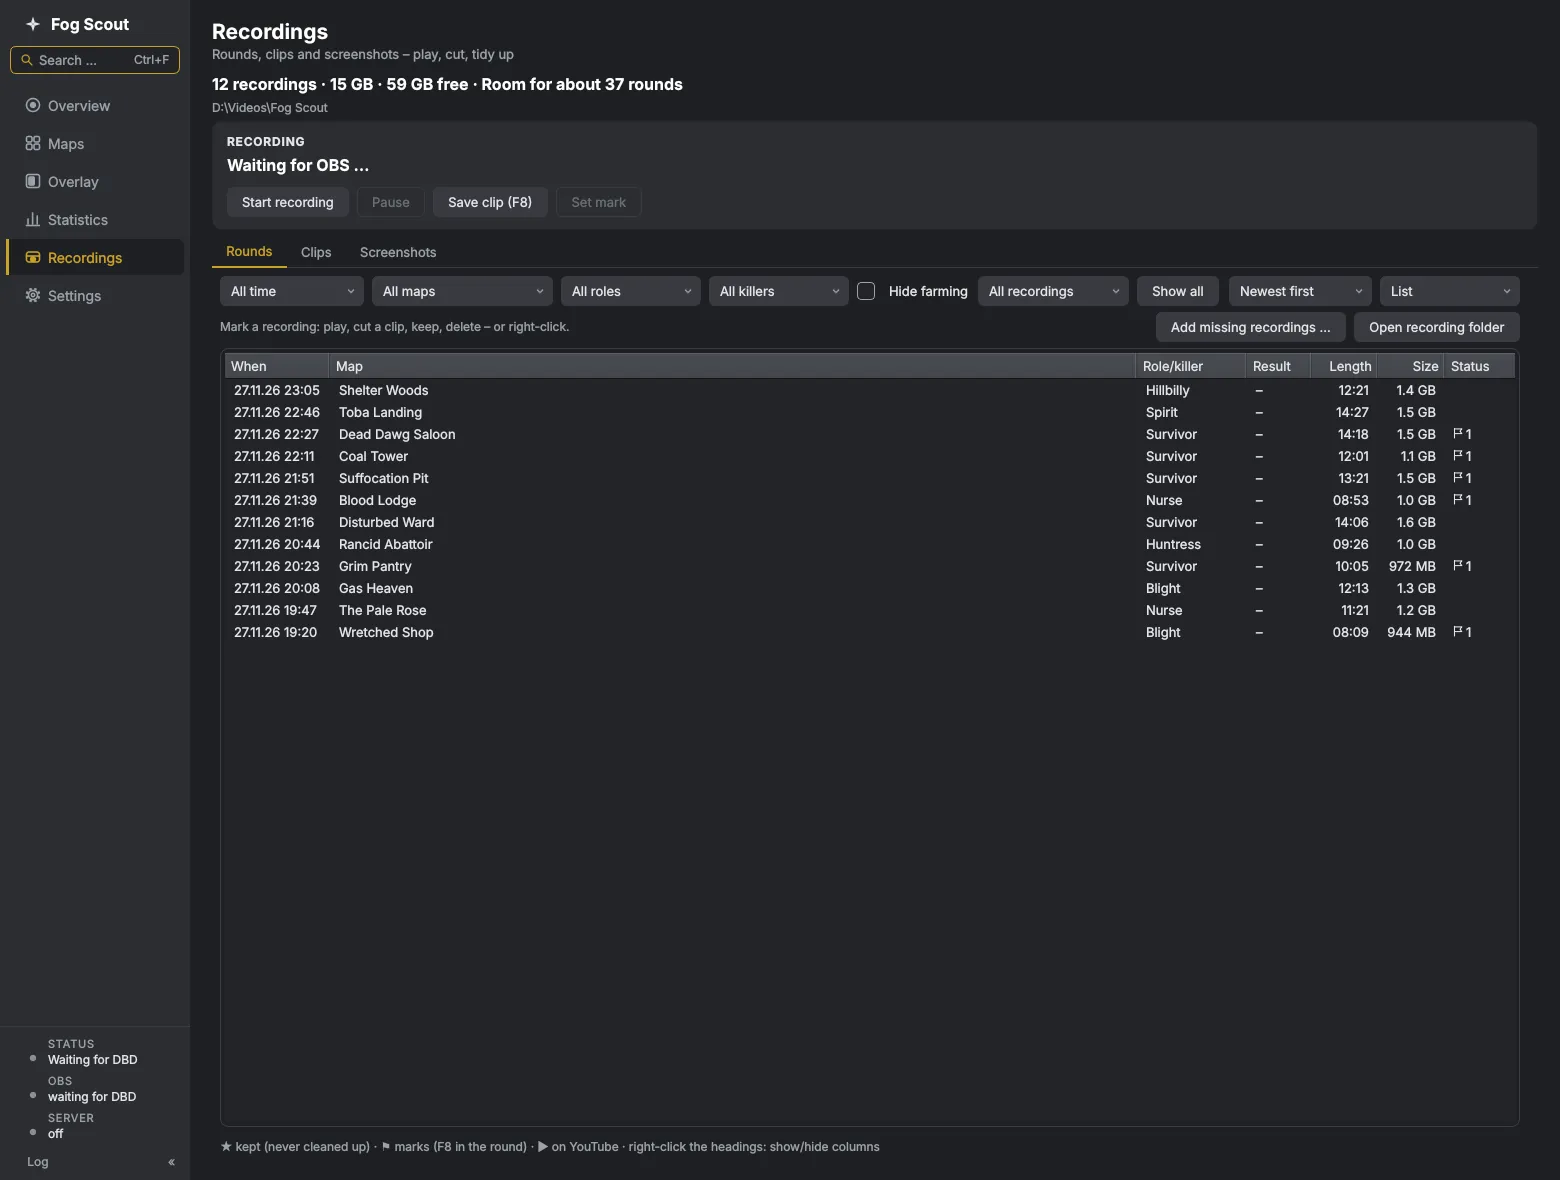 Fog Scout
Search ... Ctrl+F
Overview
Maps
Overlay
Statistics
Recordings
Settings
STATUS
Waiting for DBD
OBS
waiting for DBD
SERVER
off
Log «
Recordings
Rounds, clips and screenshots – play, cut, tidy up
12 recordings · 15 GB · 59 GB free · Room for about 37 rounds
D:\Videos\Fog Scout
RECORDING
Waiting for OBS ...
Start recording Pause Save clip (F8) Set mark
Rounds Clips Screenshots
All time All maps All roles All killers Hide farming All recordings Show all Newest first List
Mark a recording: play, cut a clip, keep, delete – or right-click. Add missing recordings ... Open recording folder
When Map Role/killer Result Length Size Status
27.11.26 23:05 Shelter Woods Hillbilly – 12:21 1.4 GB
27.11.26 22:46 Toba Landing Spirit – 14:27 1.5 GB
27.11.26 22:27 Dead Dawg Saloon Survivor – 14:18 1.5 GB ⚐1
27.11.26 22:11 Coal Tower Survivor – 12:01 1.1 GB ⚐1
27.11.26 21:51 Suffocation Pit Survivor – 13:21 1.5 GB ⚐1
27.11.26 21:39 Blood Lodge Nurse – 08:53 1.0 GB ⚐1
27.11.26 21:16 Disturbed Ward Survivor – 14:06 1.6 GB
27.11.26 20:44 Rancid Abattoir Huntress – 09:26 1.0 GB
27.11.26 20:23 Grim Pantry Survivor – 10:05 972 MB ⚐1
27.11.26 20:08 Gas Heaven Blight – 12:13 1.3 GB
27.11.26 19:47 The Pale Rose Nurse – 11:21 1.2 GB
27.11.26 19:20 Wretched Shop Blight – 08:09 944 MB ⚐1
★ kept (never cleaned up) · ⚑ marks (F8 in the round) · ▶ on YouTube · right-click the headings: show/hide columns